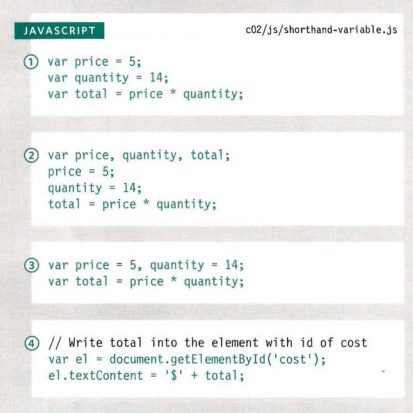 JAVASCRIPT c02/js/shorthand-variable.js
① var price = 5;
var quantity = 14;
var total = price * quantity;
② var price, quantity, total;
price = 5;
quantity = 14;
total = price * quantity;
③ var price = 5, quantity = 14;
var total = price * quantity;
④ // Write total into the element with id of cost
var el = document.getElementById('cost');
el.textContent = '$' + total;